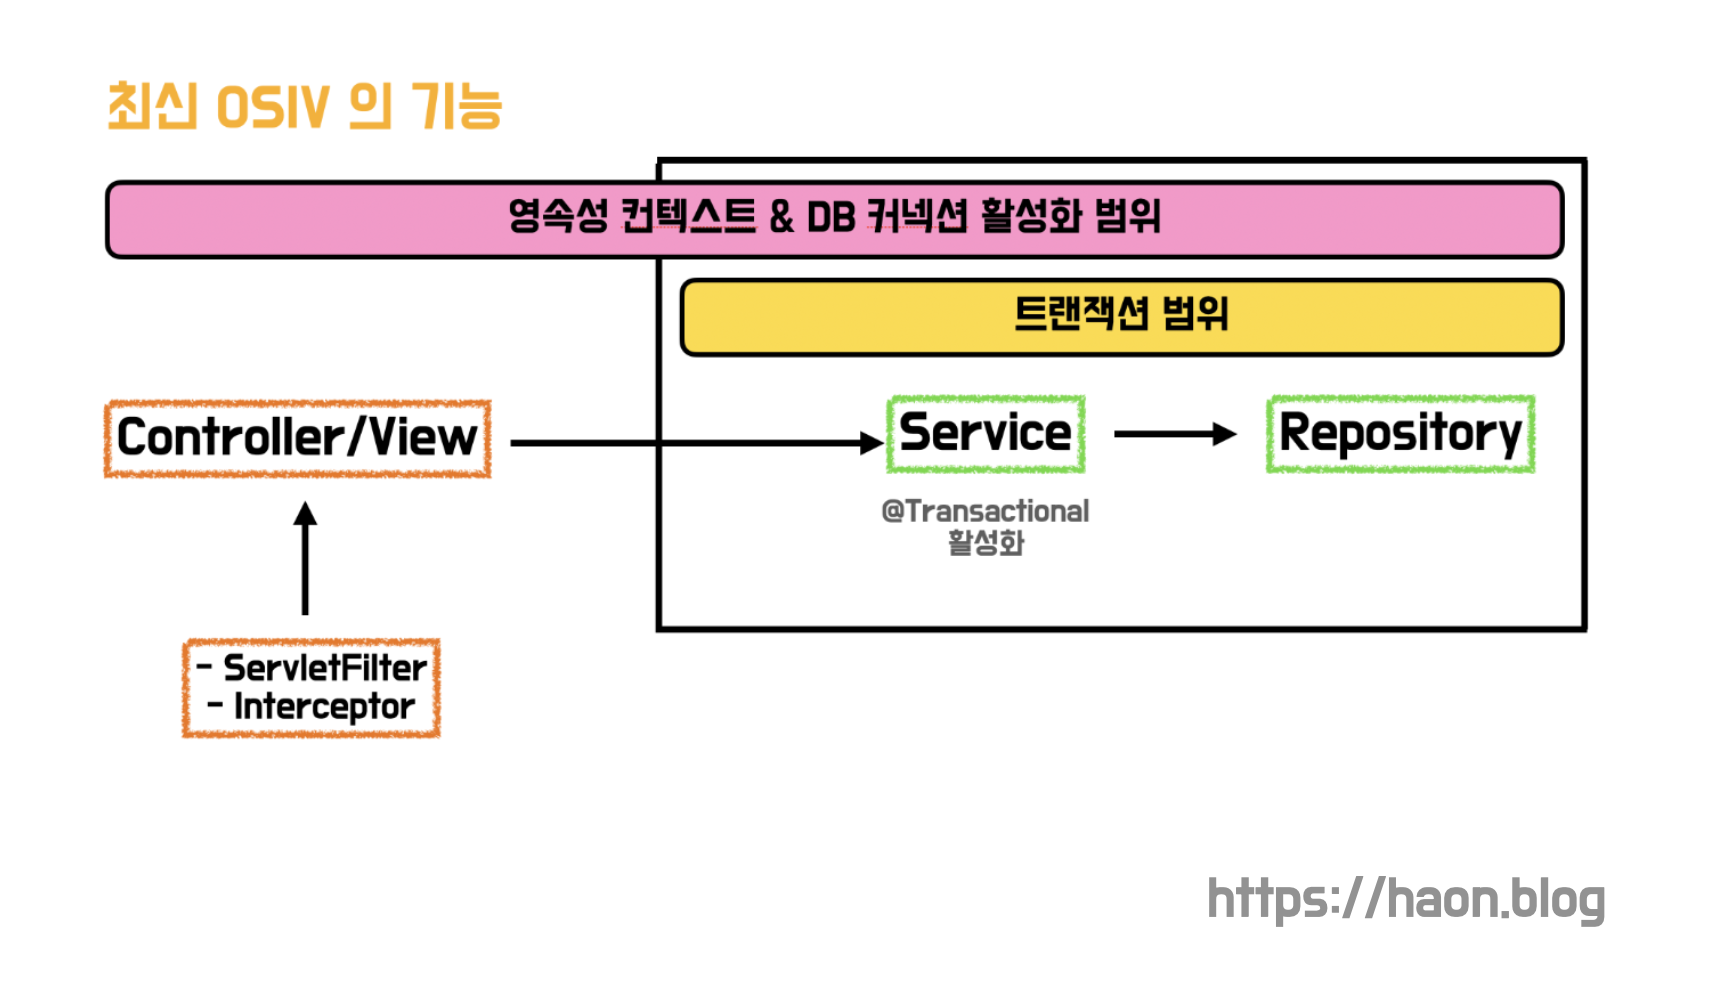 최신 OSIV 의 기능
영속성 컨텍스트 & DB 커넥션 활성화 범위
트랜잭션 범위
Controller/View
Service
Repository
@Transactional
활성화
- ServletFilter
- Interceptor
https://haon.blog